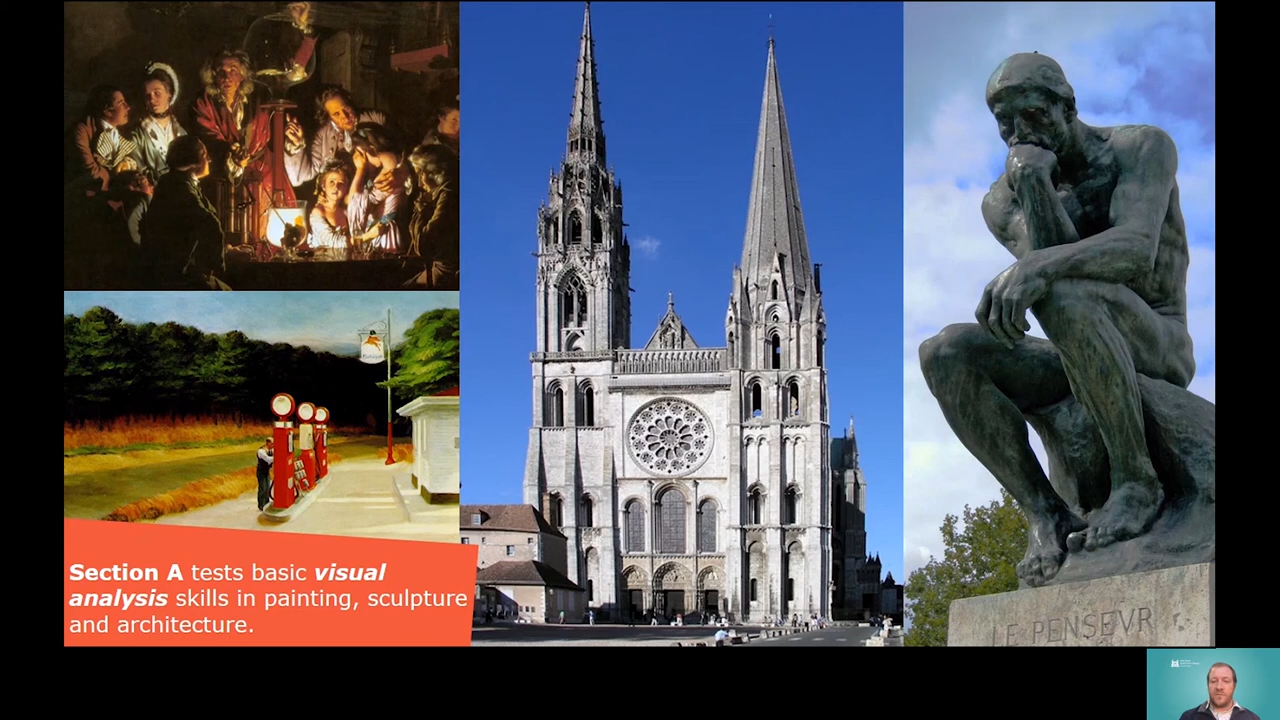 Section A tests basic visual
analysis skills in painting, sculpture
and architecture.
LE PENSEVR